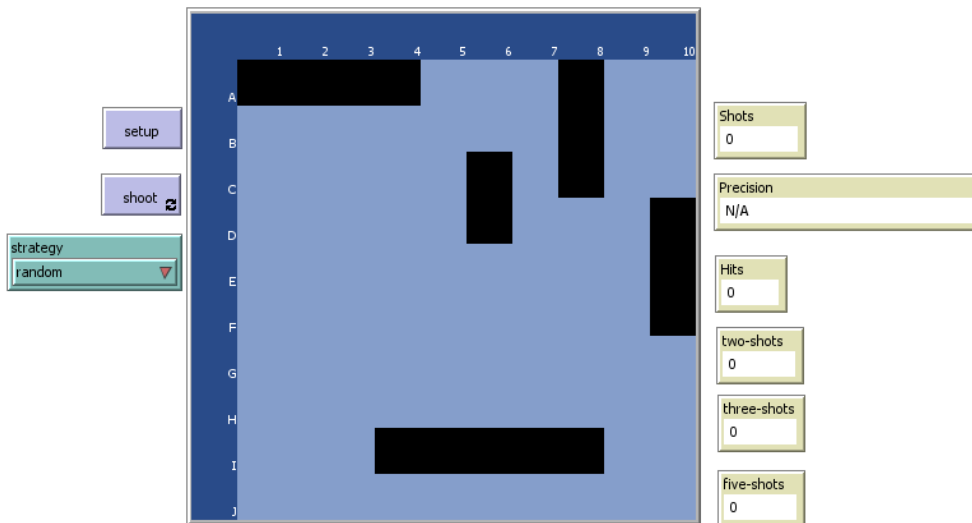 1 2 3 4 5 6 7 8 9 10
A
B
C
D
E
F
G
H
I
J
setup
shoot
strategy
random
Shots
0
Precision
N/A
Hits
0
two-shots
0
three-shots
0
five-shots
0